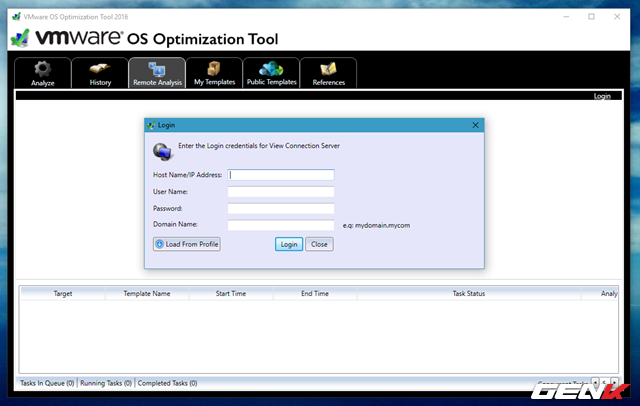 VMware OS Optimization Tool 2016
vmware® OS Optimization Tool
Analyze
History
Remote Analysis
My Templates
Public Templates
References
Login
Login
Enter the Login credentials for View Connection Server
Host Name/IP Address:
User Name:
Password:
Domain Name:
e.q: mydomain.mycom
Load From Profile
Login
Close
Target Template Name Start Time End Time Task Status Analy
Tasks In Queue (0) Running Tasks (0) Completed Tasks (0)
GENK